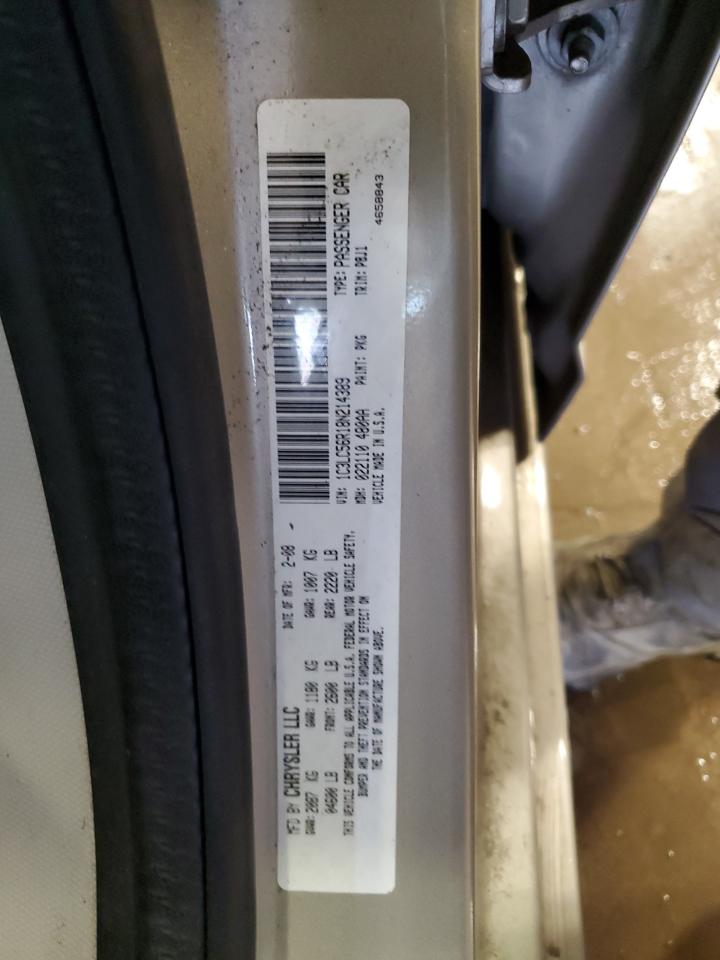 MFD BY CHRYSLER LLC DATE OF MFR: 2-08
GVWR: 2087 KG GAWR: 1180 KG GAWR: 1007 KG
04600 LB FRONT: 2600 LB REAR: 2220 LB
THIS VEHICLE CONFORMS TO ALL APPLICABLE U.S.A. FEDERAL MOTOR VEHICLE SAFETY,
BUMPER AND THEFT PREVENTION STANDARDS IN EFFECT ON
THE DATE OF MANUFACTURE SHOWN ABOVE.
VIN: 1C3LC56R18N214389 TYPE: PASSENGER CAR
MDH: 022110 480AA PAINT: PKG TRIM: P8J1
VEHICLE MADE IN U.S.A. 4658043